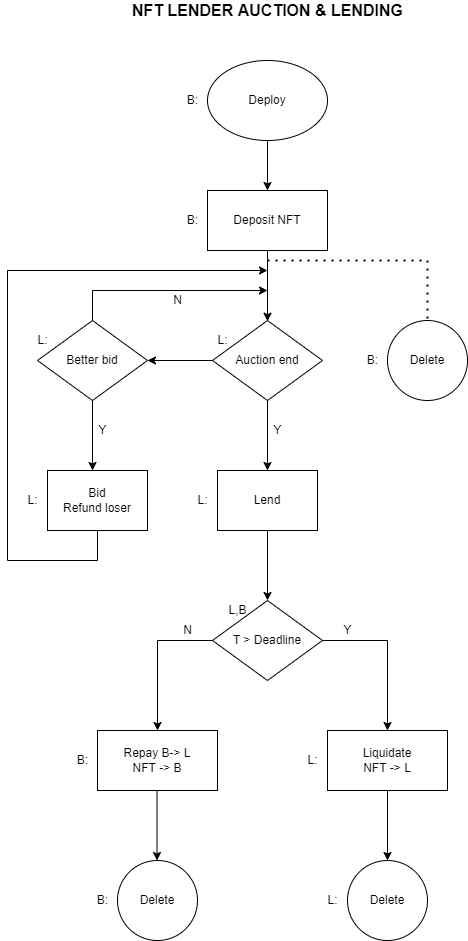 NFT LENDER AUCTION & LENDING
B:
Deploy
B:
Deposit NFT
N
L:
Better bid
L:
Auction end
B:
Delete
Y
Y
L:
Bid
Refund loser
L:
Lend
L,B
T > Deadline
N
Y
B:
Repay B-> L
NFT -> B
L:
Liquidate
NFT -> L
B:
Delete
L:
Delete